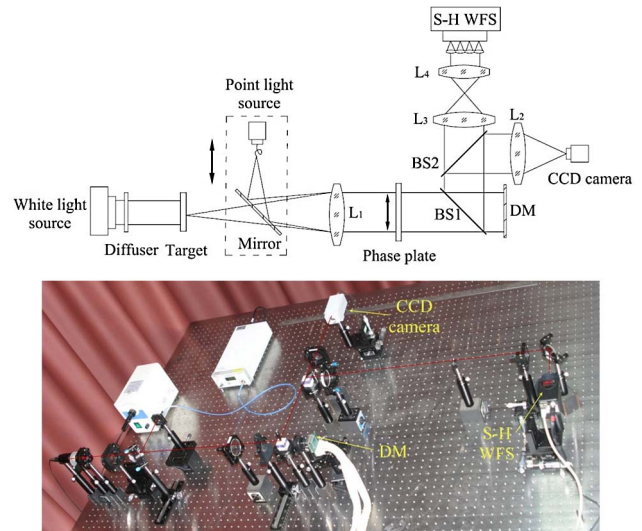 S-H WFS
L4
Point light
source
L3
L2
BS2
CCD camera
White light
source
L1
BS1
DM
Diffuser
Target
Mirror
Phase plate
CCD
camera
S-H
WFS
DM